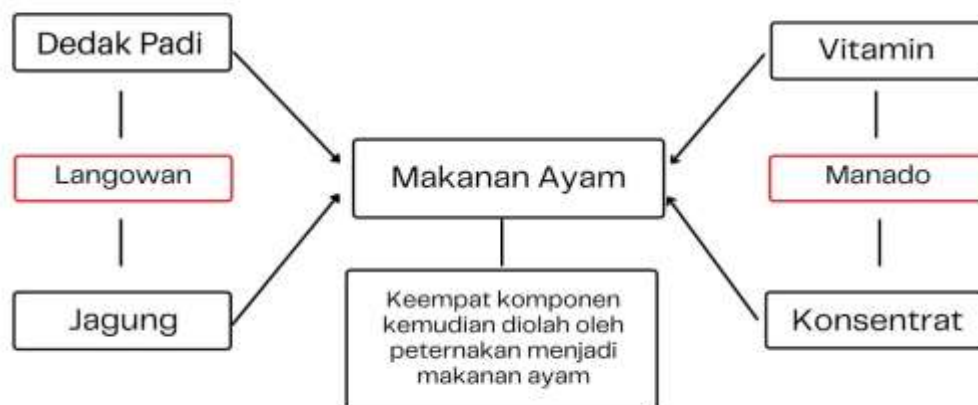 Dedak Padi
Langowan
Jagung
Makanan Ayam
Keempat komponen
kemudian diolah oleh
peternakan menjadi
makanan ayam
Vitamin
Manado
Konsentrat